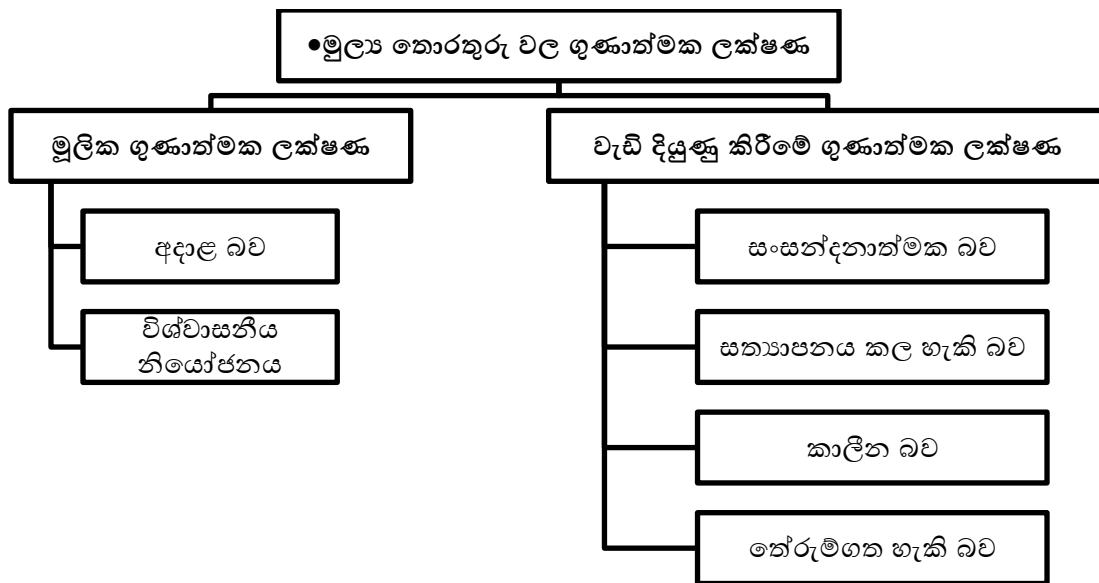 ●මුල්‍ය තොරතුරු වල ගුණාත්මක ලක්ෂණ
මූලික ගුණාත්මක ලක්ෂණ
අදාළ බව
විශ්වාසනීය
නියෝජනය
වැඩි දියුණු කිරීමේ ගුණාත්මක ලක්ෂණ
සංසන්දනාත්මක බව
සත්‍යාපනය කල හැකි බව
කාලීන බව
තේරුම්ගත හැකි බව